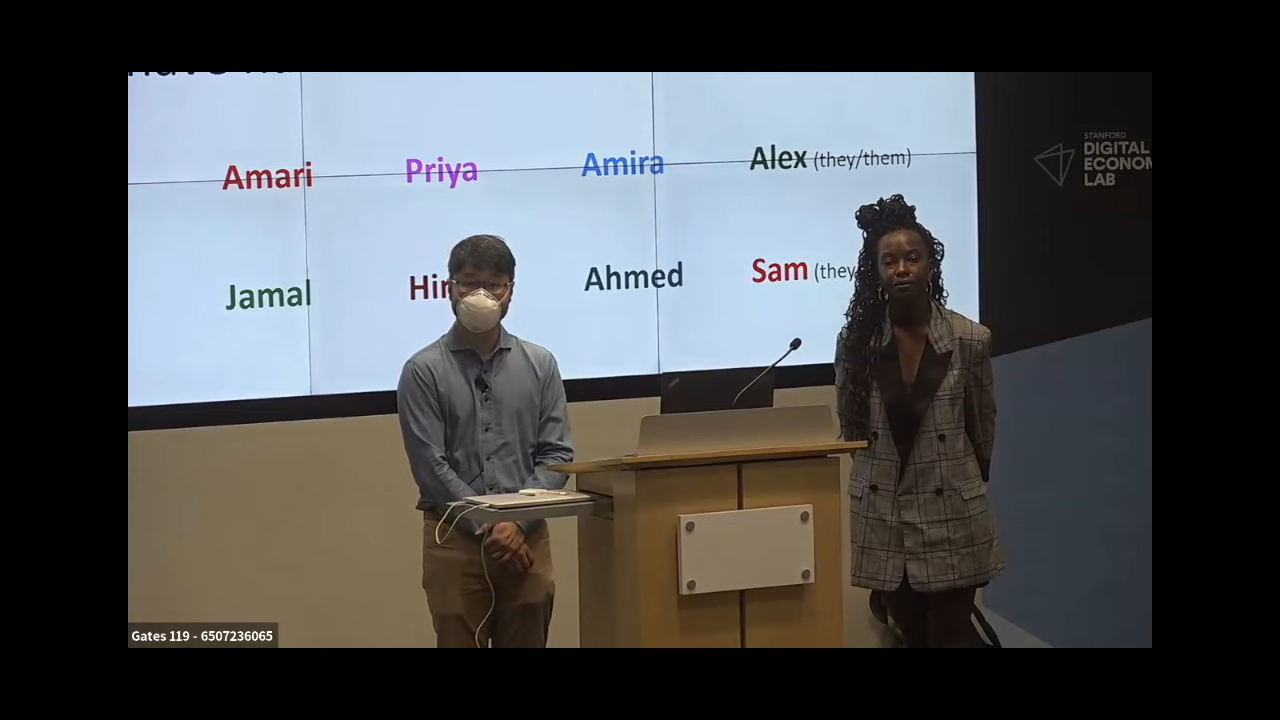 Amari Priya Amira Alex (they/them)
Jamal Ahmed Sam
STANFORD
DIGITAL
LAB
Gates 119 - 6507236065